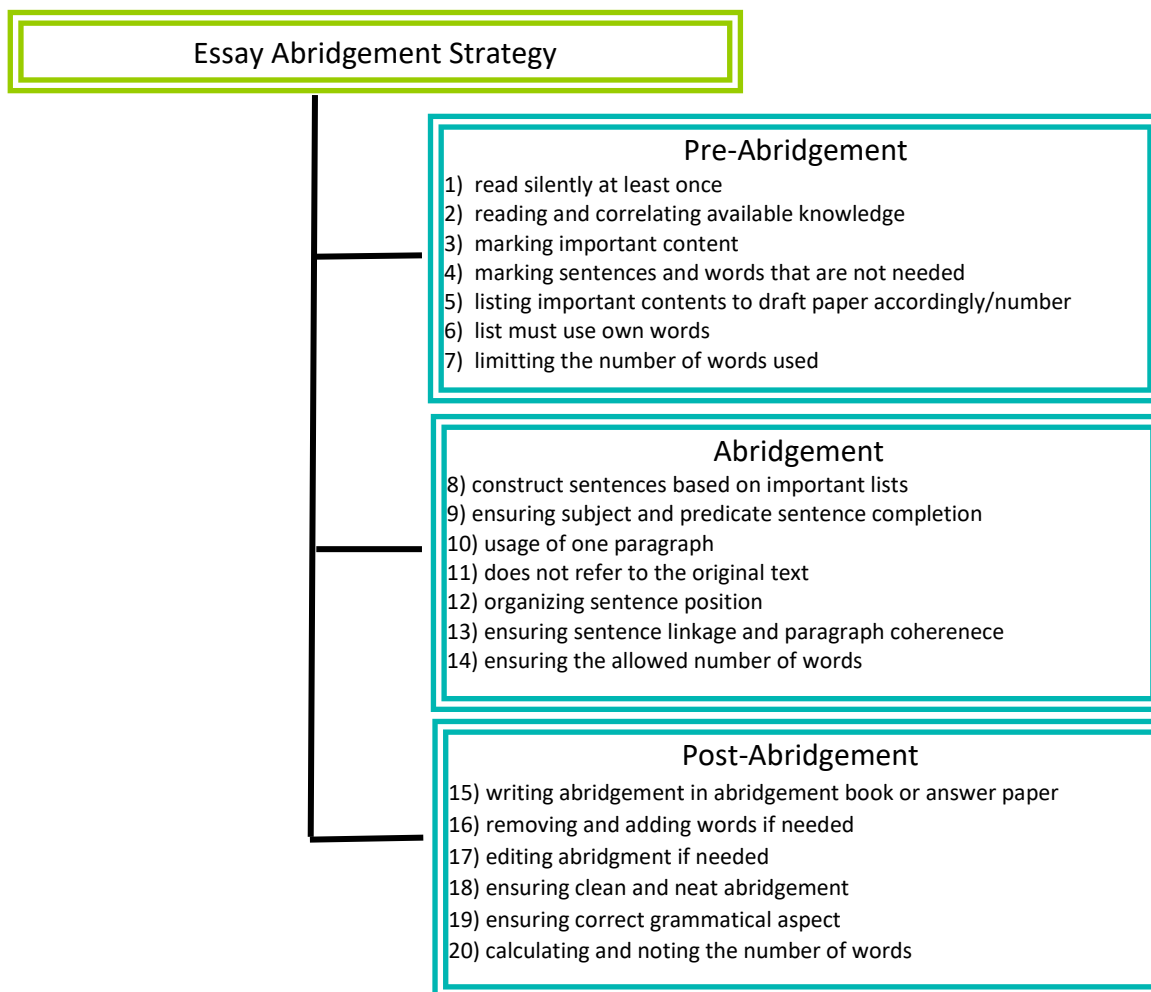 Essay Abridgement Strategy
Pre-Abridgement
1) read silently at least once
2) reading and correlating available knowledge
3) marking important content
4) marking sentences and words that are not needed
5) listing important contents to draft paper accordingly/number
6) list must use own words
7) limitting the number of words used
Abridgement
8) construct sentences based on important lists
9) ensuring subject and predicate sentence completion
10) usage of one paragraph
11) does not refer to the original text
12) organizing sentence position
13) ensuring sentence linkage and paragraph coherenece
14) ensuring the allowed number of words
Post-Abridgement
15) writing abridgement in abridgement book or answer paper
16) removing and adding words if needed
17) editing abridgment if needed
18) ensuring clean and neat abridgement
19) ensuring correct grammatical aspect
20) calculating and noting the number of words